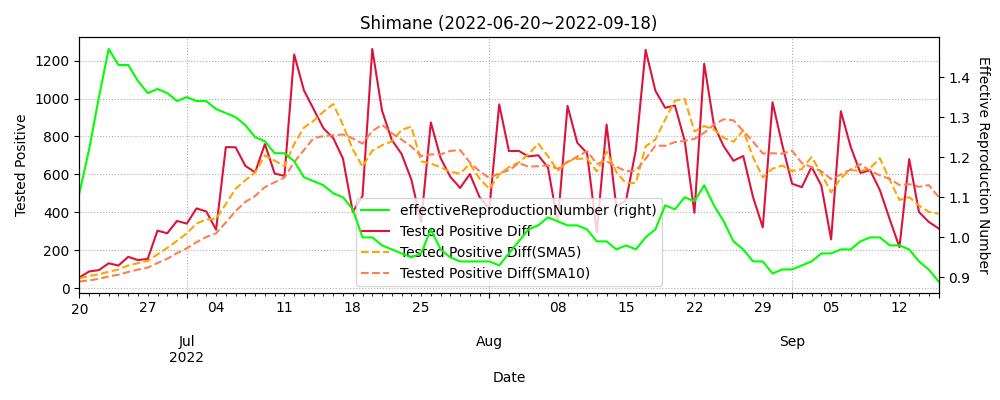 Shimane (2022-06-20~2022-09-18)
Tested Positive
Effective Reproduction Number
1200
1000
800
600
400
200
0
1.4
1.3
1.2
1.1
1.0
0.9
effectiveReproductionNumber (right)
Tested Positive Diff
Tested Positive Diff(SMA5)
Tested Positive Diff(SMA10)
20 27 04 11 18 25 08 15 22 29 05 12
Jul Aug Sep
2022
Date